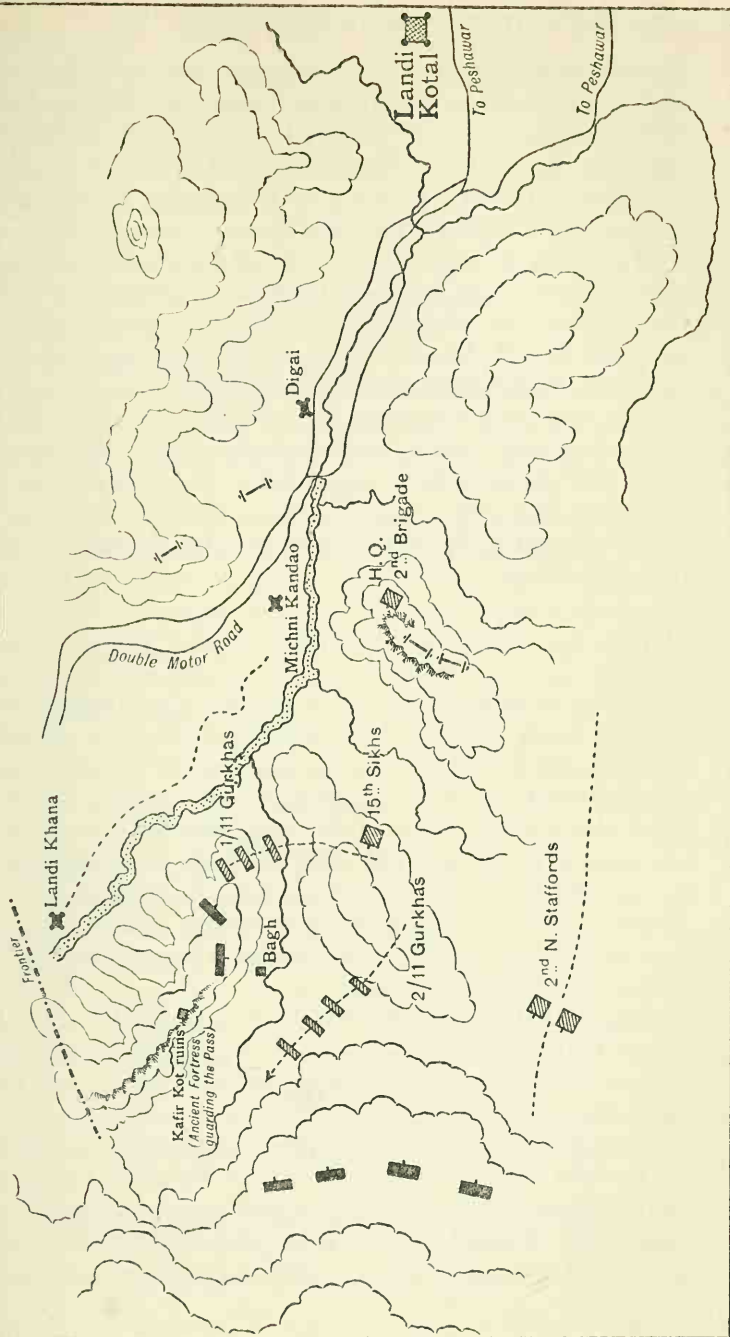 Landi
Kotal
To Peshawar
To Peshawar
Digai
Michni Kandao
Double Motor Road
H.Q.
2nd Brigade
Landi Khana
Frontier
1/11 Gurkhas
15th Sikhs
Bagh
2/11 Gurkhas
2nd N. Staffords
Kafir Kot ruins
(Ancient Fortress
guarding the Pass)